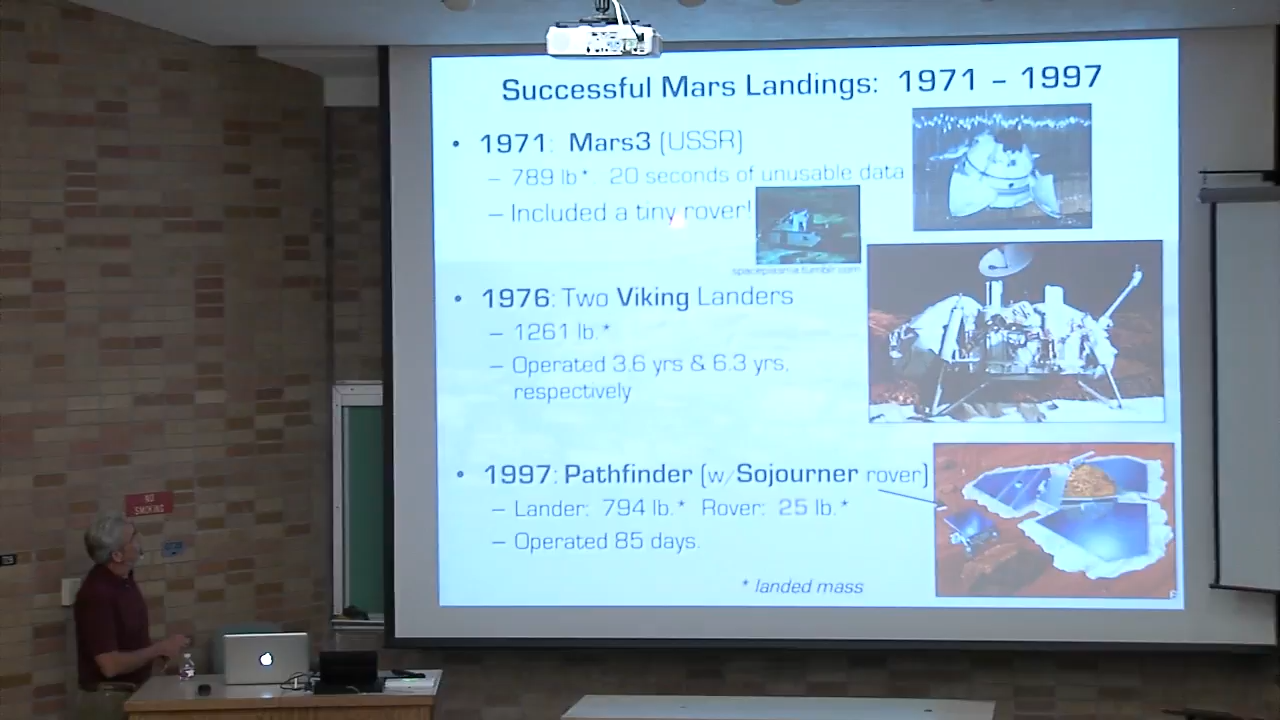 Successful Mars Landings: 1971 – 1997
• 1971: Mars3 (USSR)
– 789 lb*. 20 seconds of unusable data
– Included a tiny rover!
spaceplasma.tumblr.com
• 1976: Two Viking Landers
– 1261 lb.*
– Operated 3.6 yrs & 6.3 yrs,
respectively
• 1997: Pathfinder (w/Sojourner rover)
– Lander: 794 lb.* Rover: 25 lb.*
– Operated 85 days.
* landed mass
NO
SMOKING